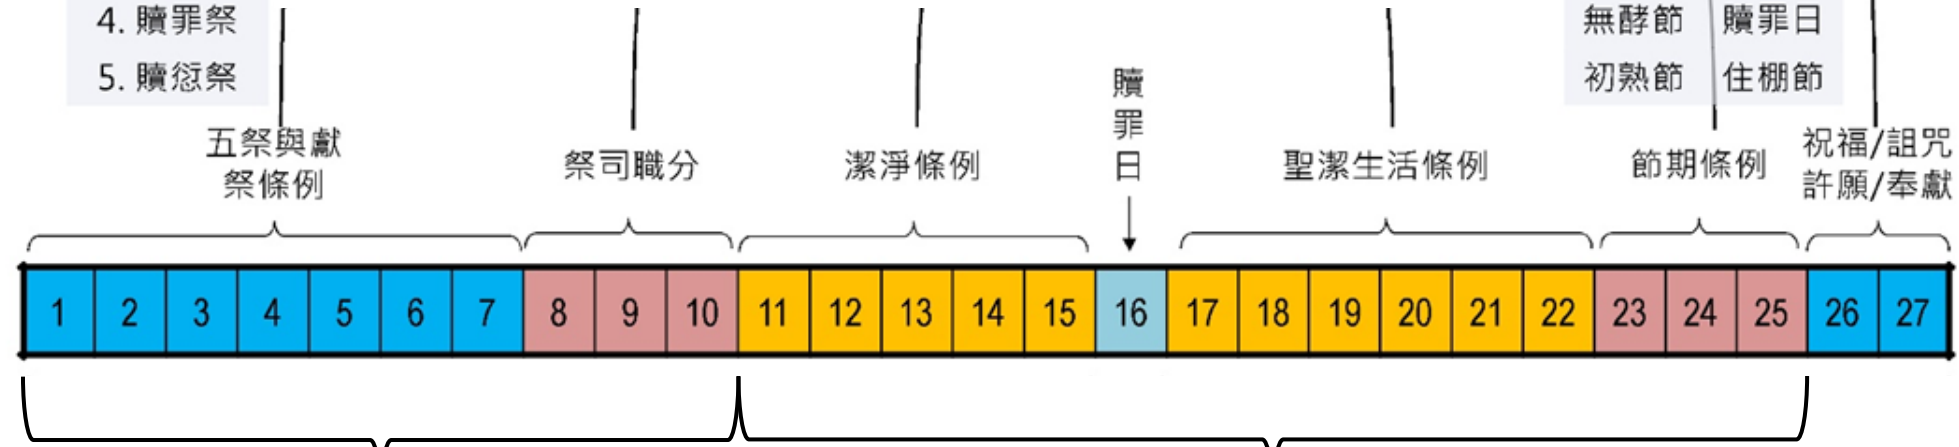 4. 贖罪祭
5. 贖愆祭
無酵節 贖罪日
初熟節 住棚節
五祭與獻
祭條例
祭司職分
潔淨條例
贖罪日
聖潔生活條例
節期條例
祝福/詛咒
許願/奉獻
1 2 3 4 5 6 7 8 9 10 11 12 13 14 15 16 17 18 19 20 21 22 23 24 25 26 27